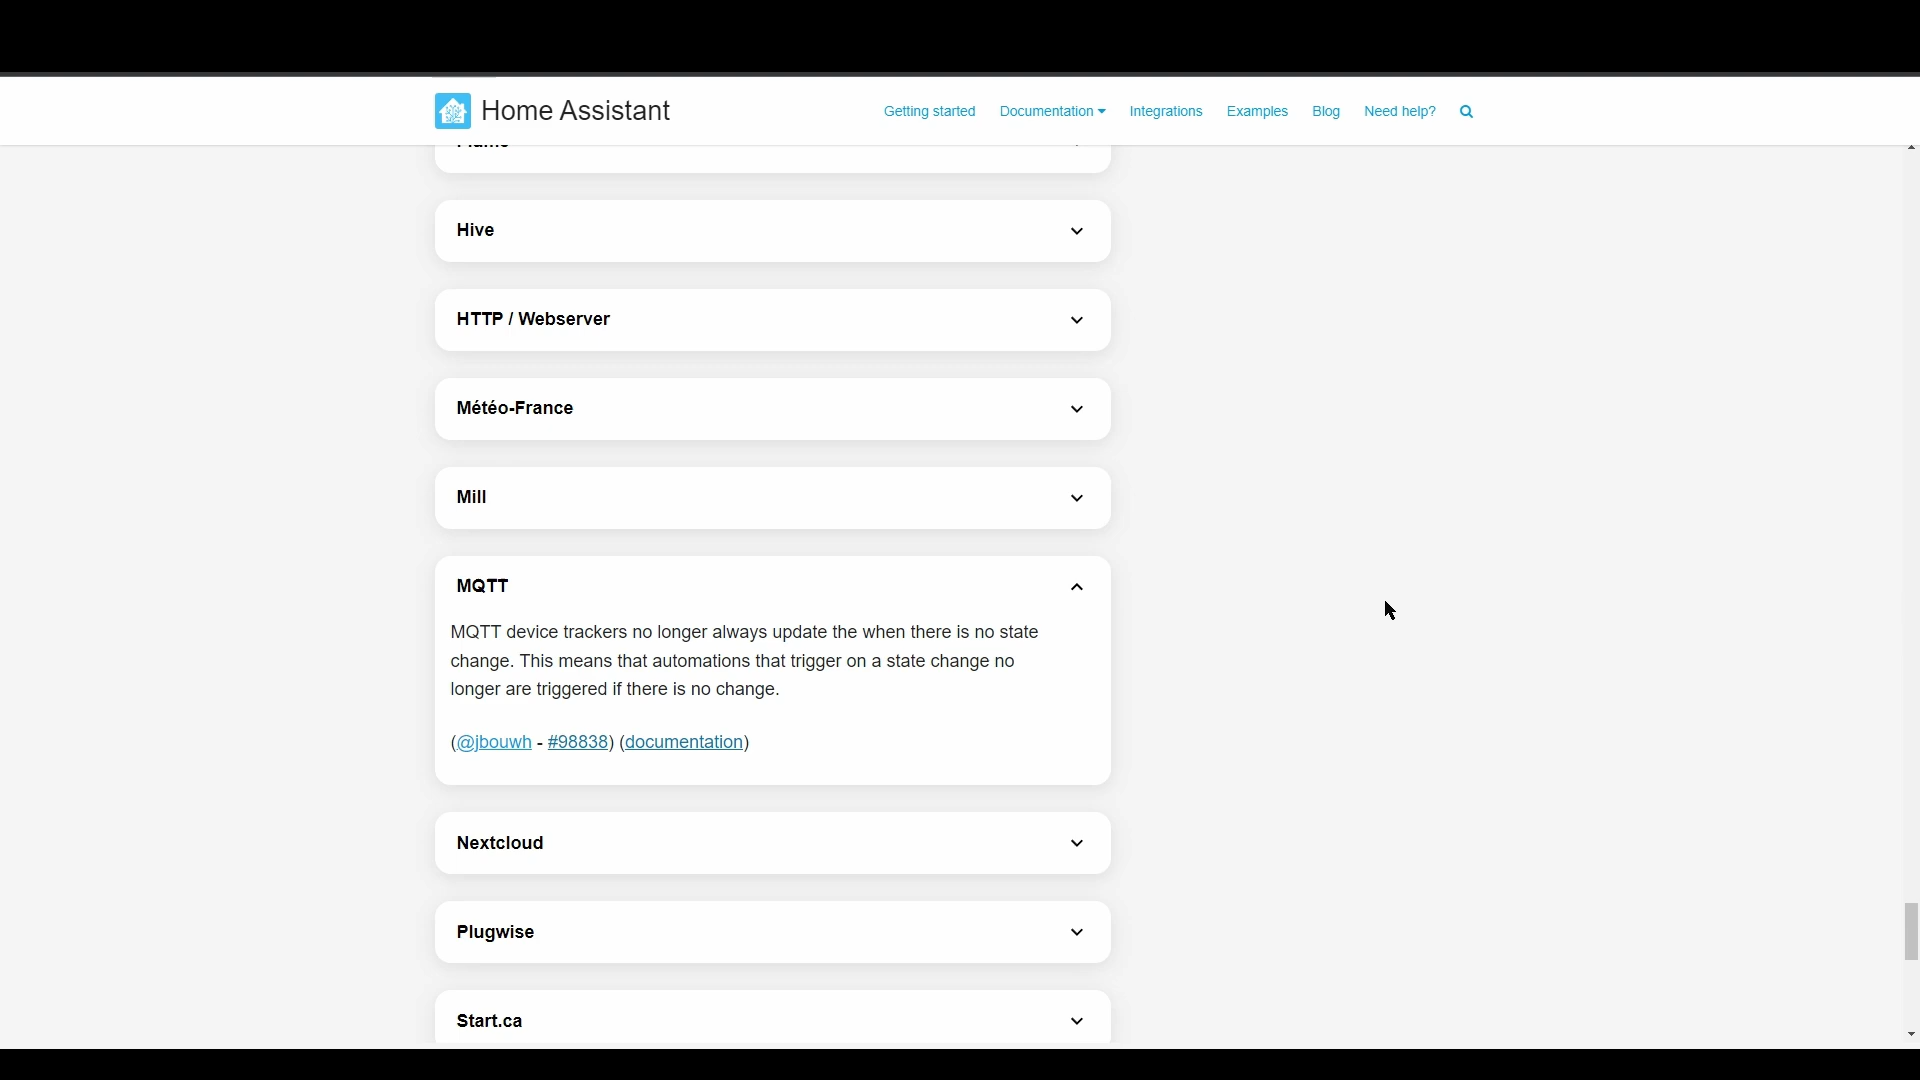 Home Assistant
Getting started
Documentation
Integrations
Examples
Blog
Need help?
Hive
HTTP / Webserver
Météo-France
Mill
MQTT
MQTT device trackers no longer always update the when there is no state
change. This means that automations that trigger on a state change no
longer are triggered if there is no change.
(@jbouwh - #98838) (documentation)
Nextcloud
Plugwise
Start.ca